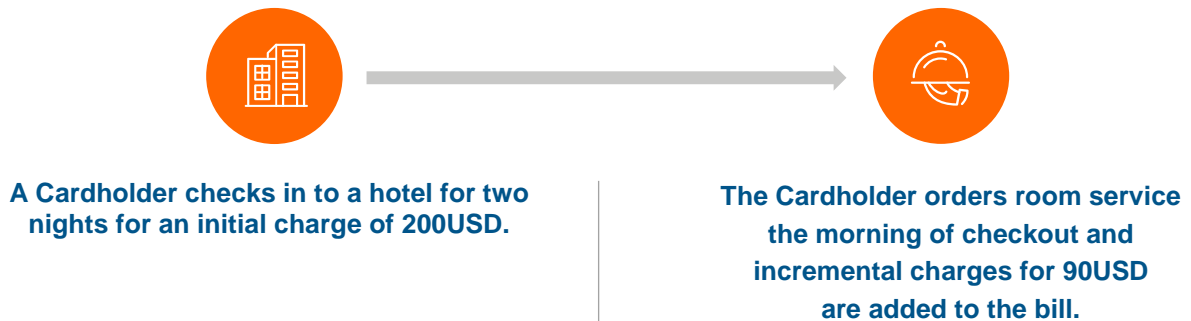 A Cardholder checks in to a hotel for two
nights for an initial charge of 200USD.
The Cardholder orders room service
the morning of checkout and
incremental charges for 90USD
are added to the bill.